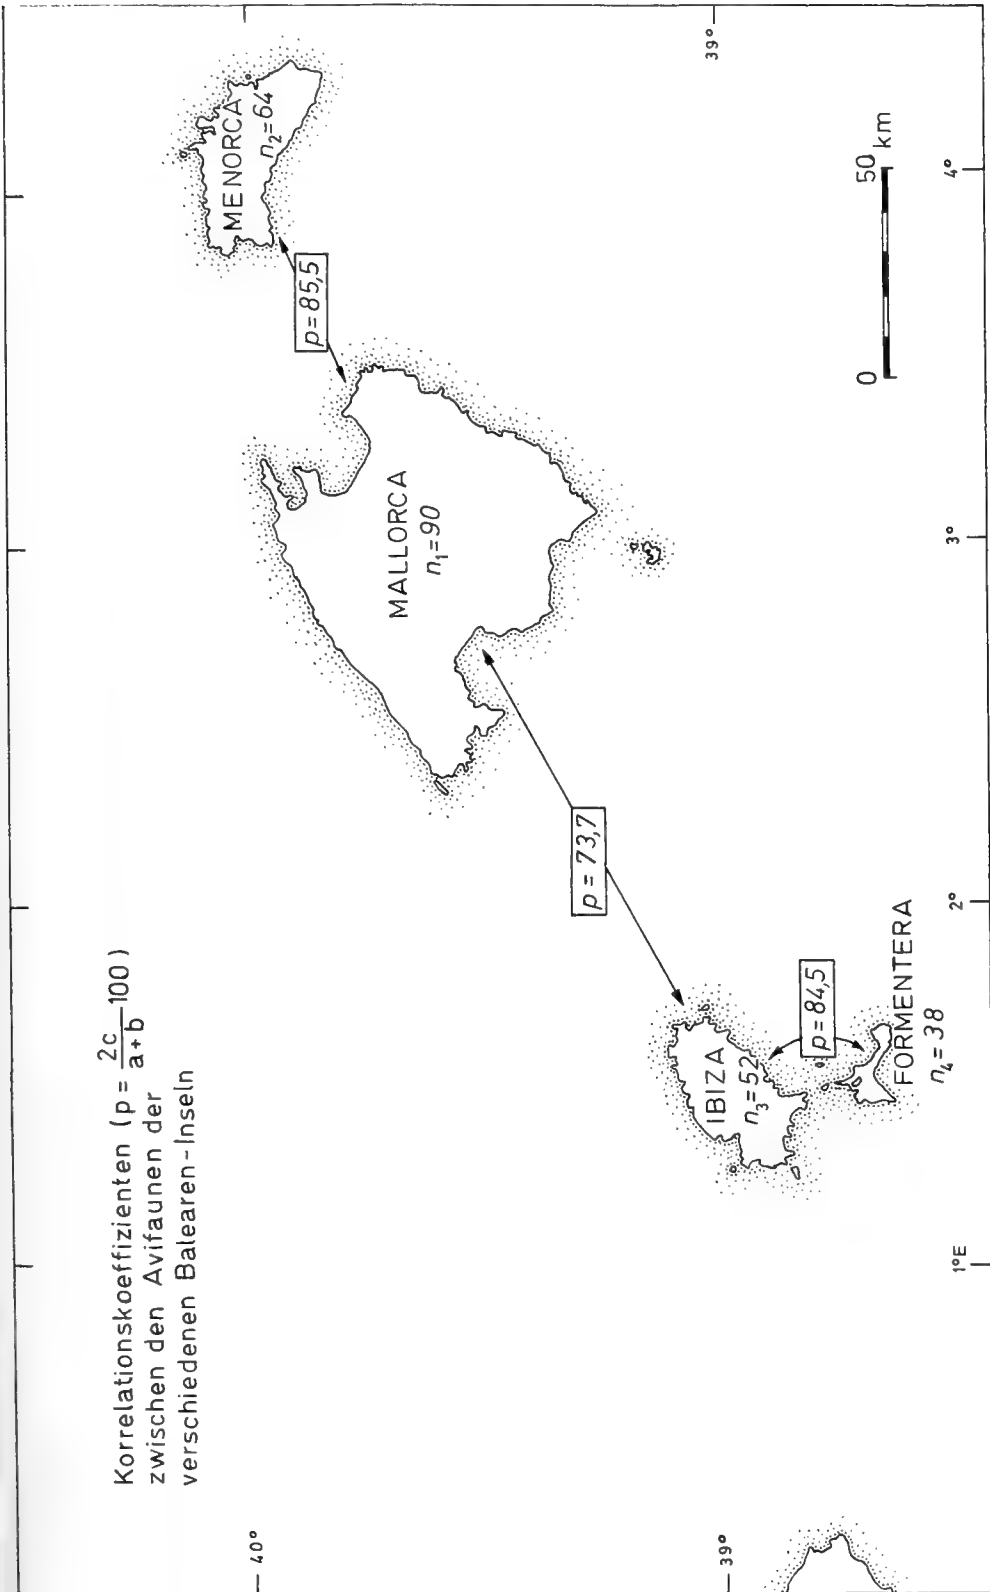 Korrelationskoeffizienten (p = 2c/a+b 100)
zwischen den Avifaunen der
verschiedenen Balearen-Inseln
40°
39°
MENORCA
n₂=64
p=85,5
MALLORCA
n₁=90
p=73,7
IBIZA
n₃=52
p=84,5
FORMENTERA
n₄=38
39°
0 50 km
1°E
2°
3°
4°